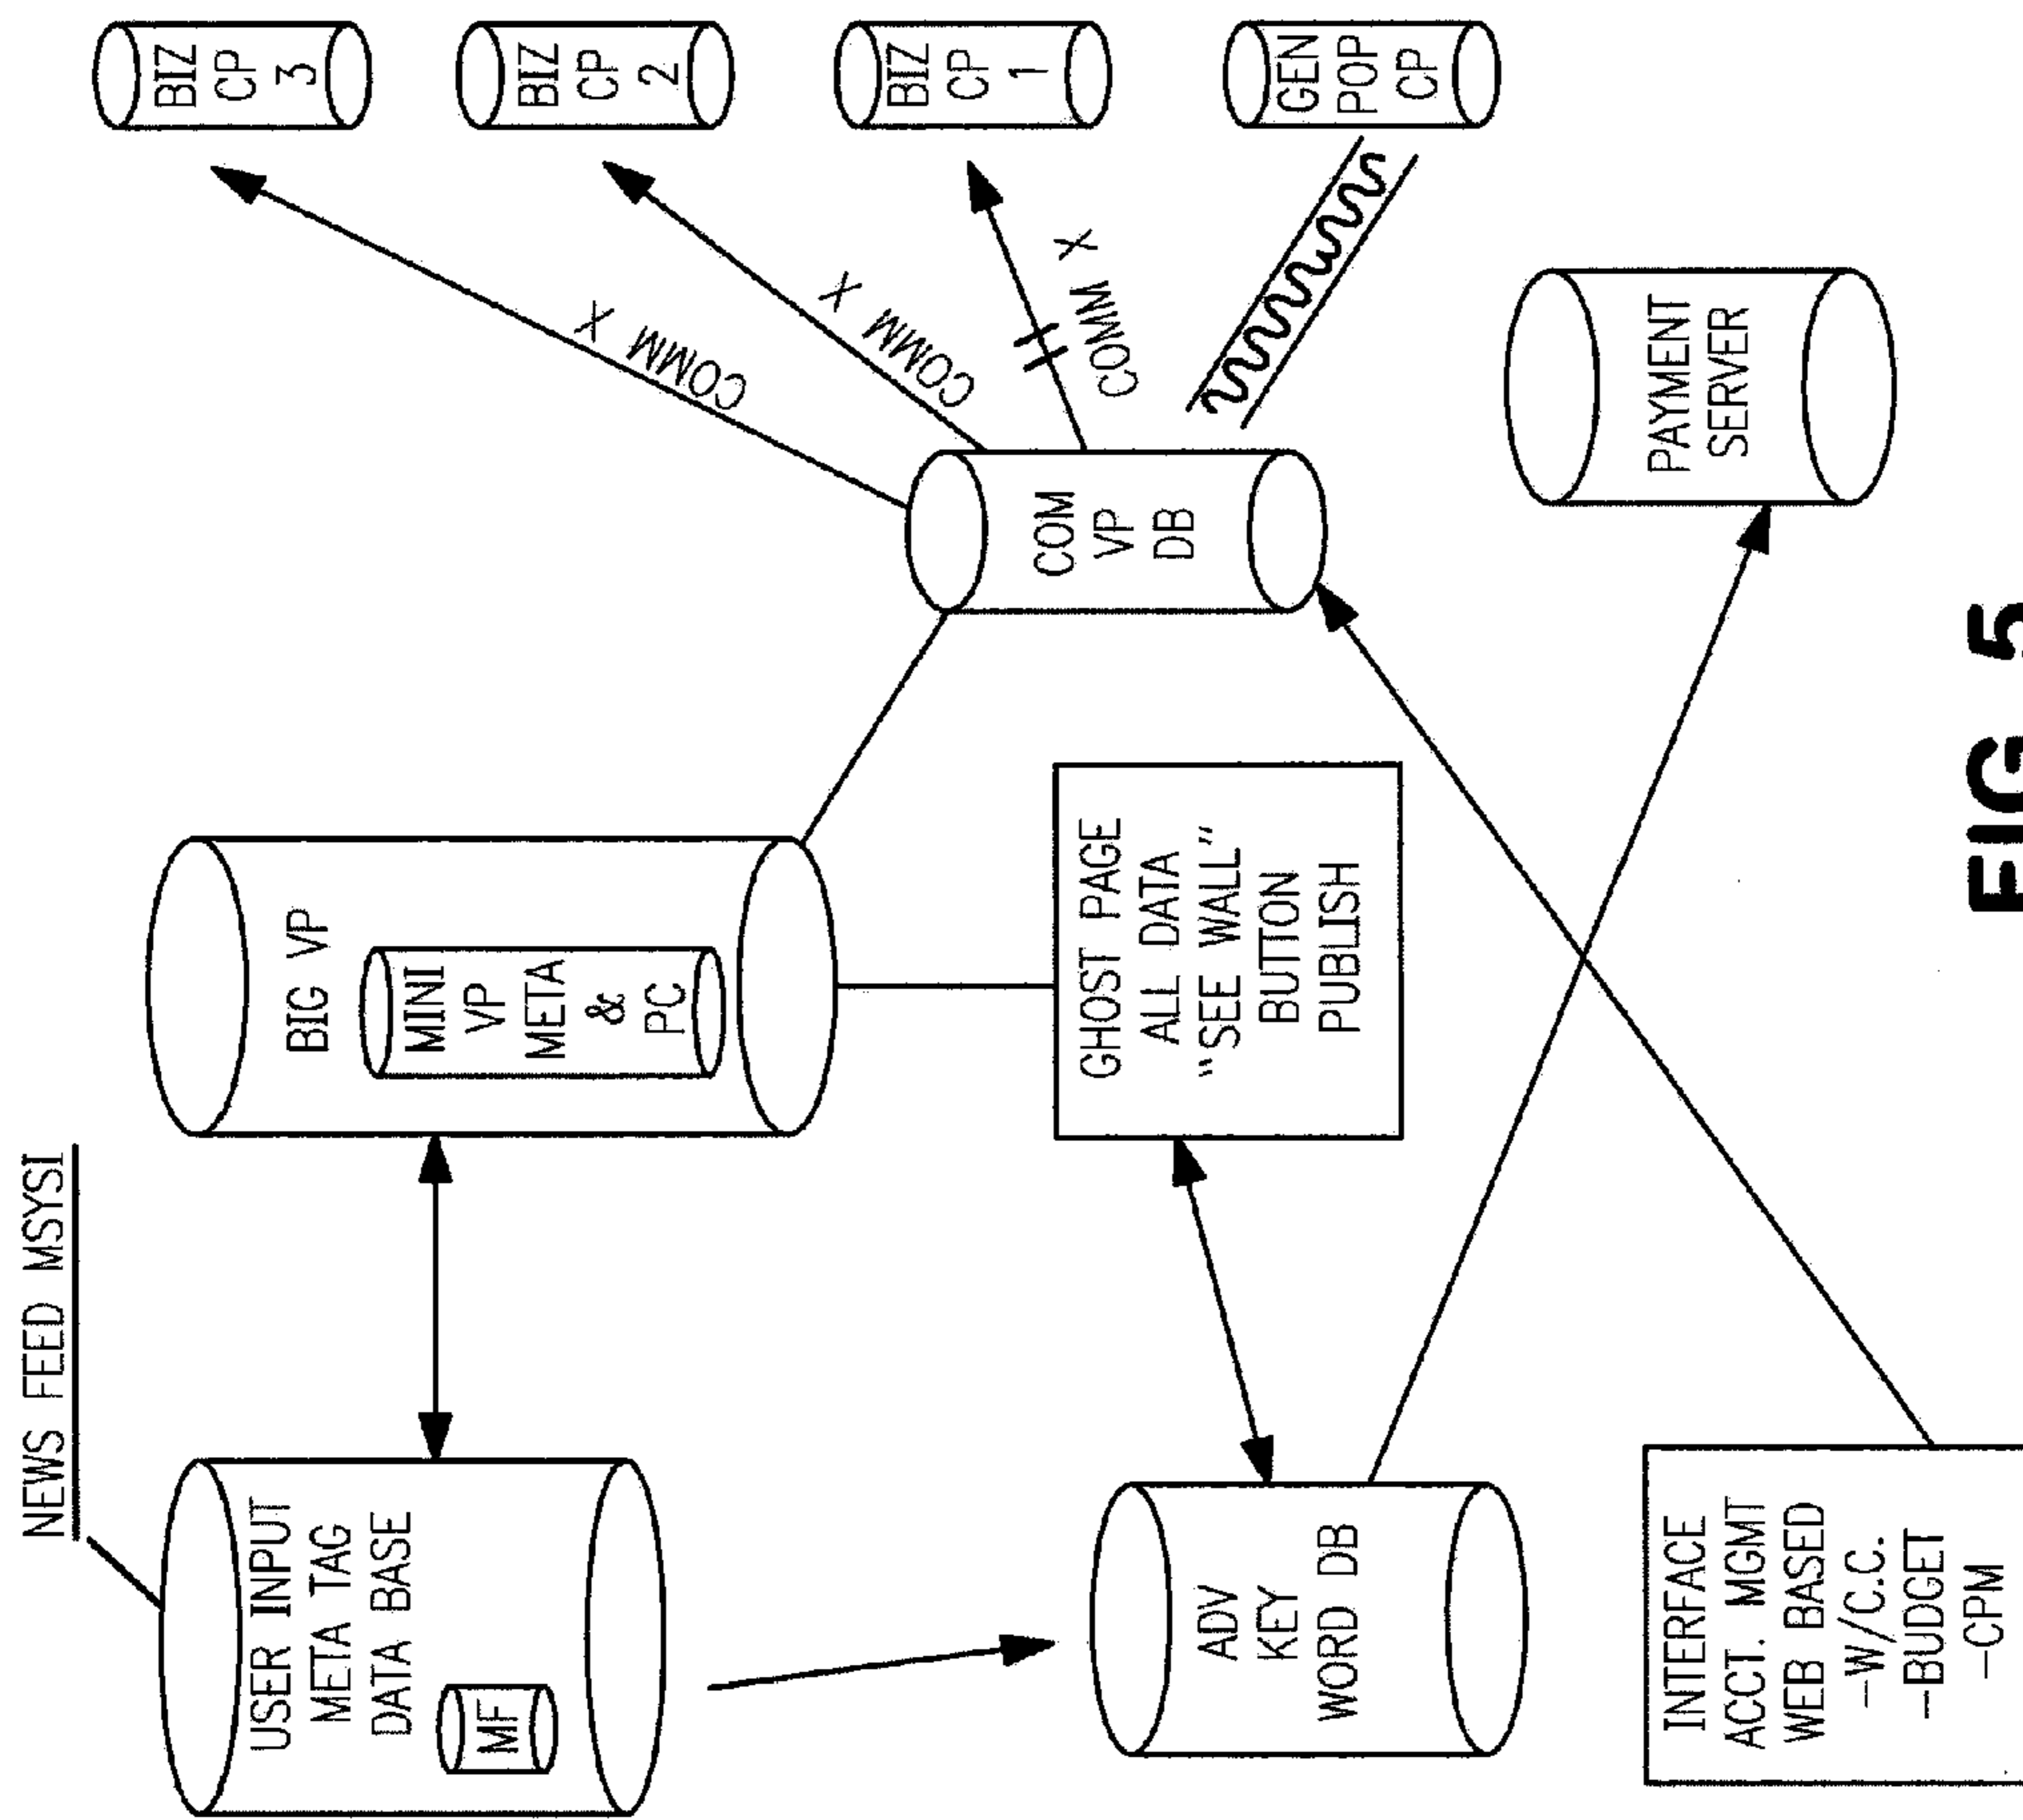 NEWS FEED MSYSI
USER INPUT
META TAG
DATA BASE
MF
BIG VP
MINI
VP
META
&
PC
BIZ
CP
3
BIZ
CP
2
BIZ
CP
1
GEN
POP
CP
COMM X
COMM X
COMM X
COM
VP
DB
GHOST PAGE
ALL DATA
"SEE WALL"
BUTTON
PUBLISH
ADV
KEY
WORD DB
PAYMENT
SERVER
INTERFACE
ACCT. MGMT
WEB BASED
-W/C.C.
-BUDGET
-CPM
FIG 5